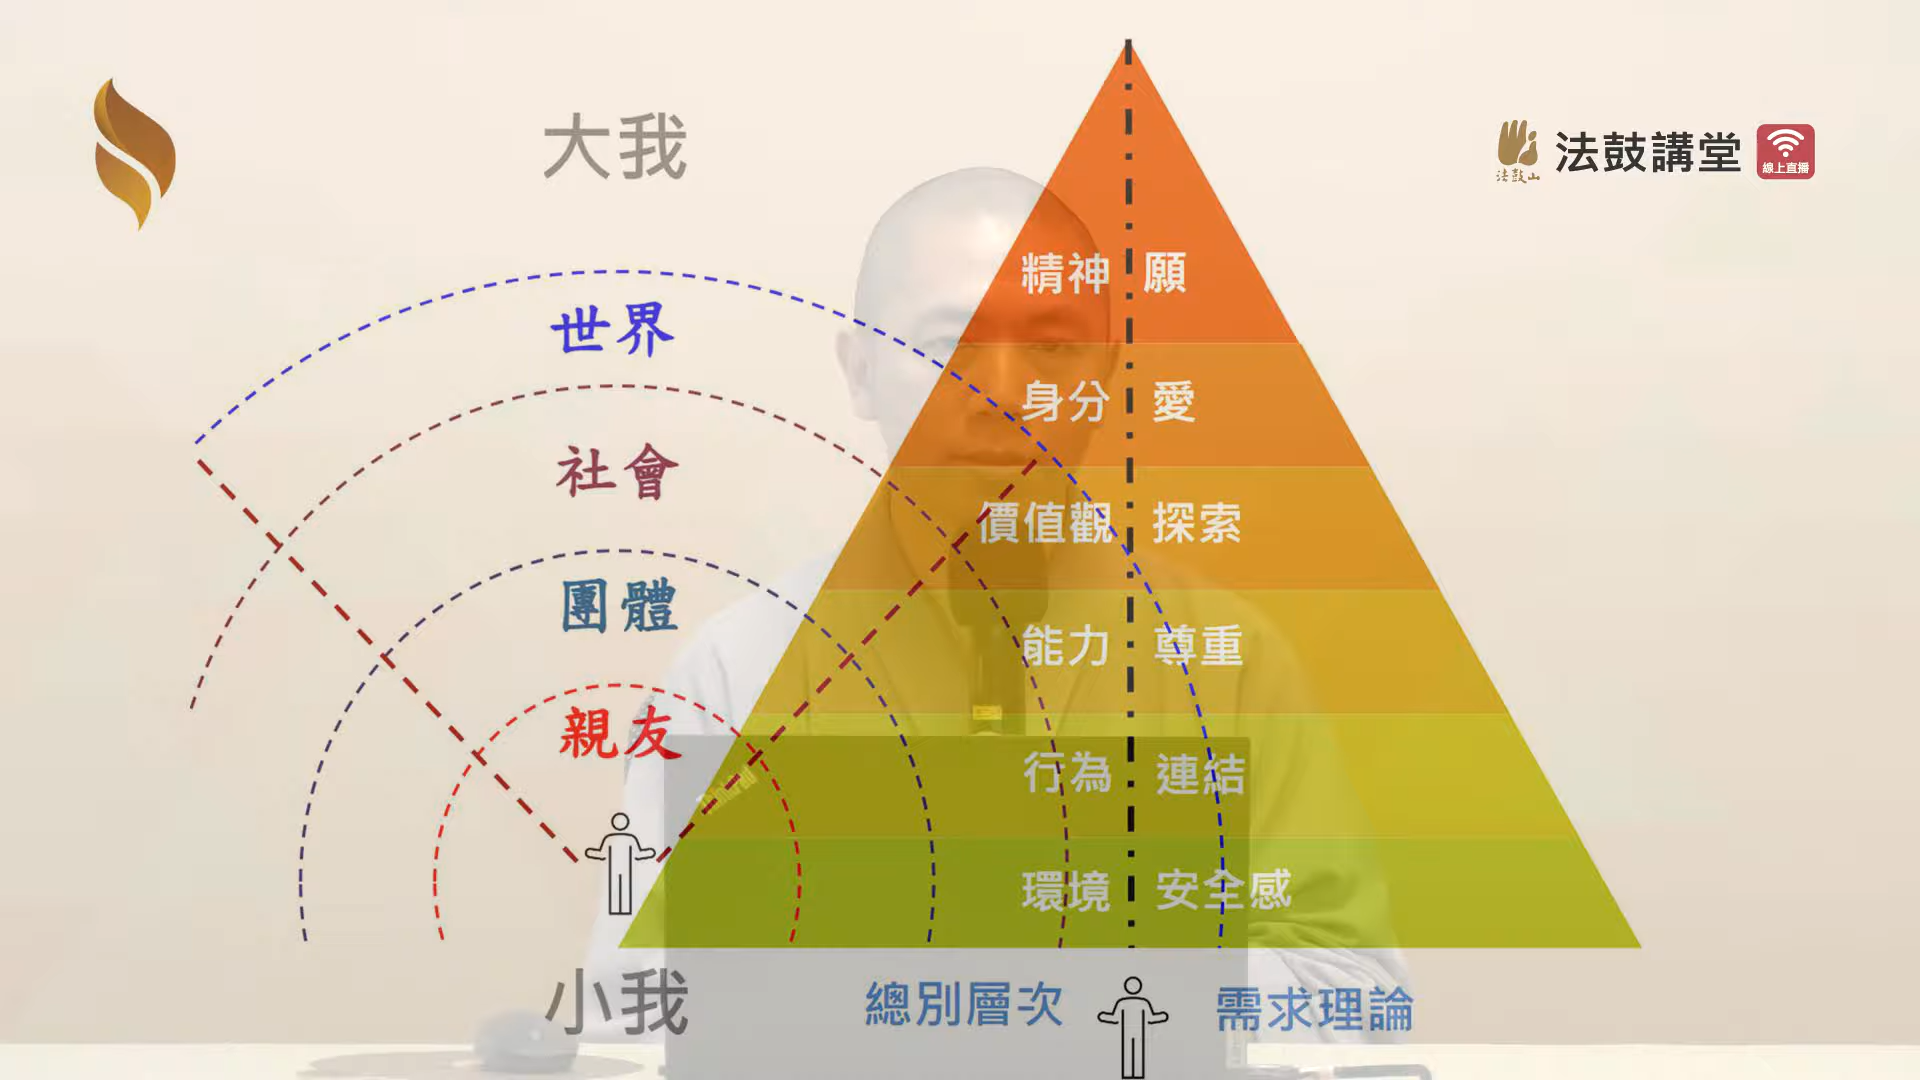 大我
法鼓講堂
法鼓山
線上直播
世界
社會
團體
親友
小我
精神 願
身分 愛
價值觀 探索
能力 尊重
行為 連結
環境 安全感
總別層次 需求理論